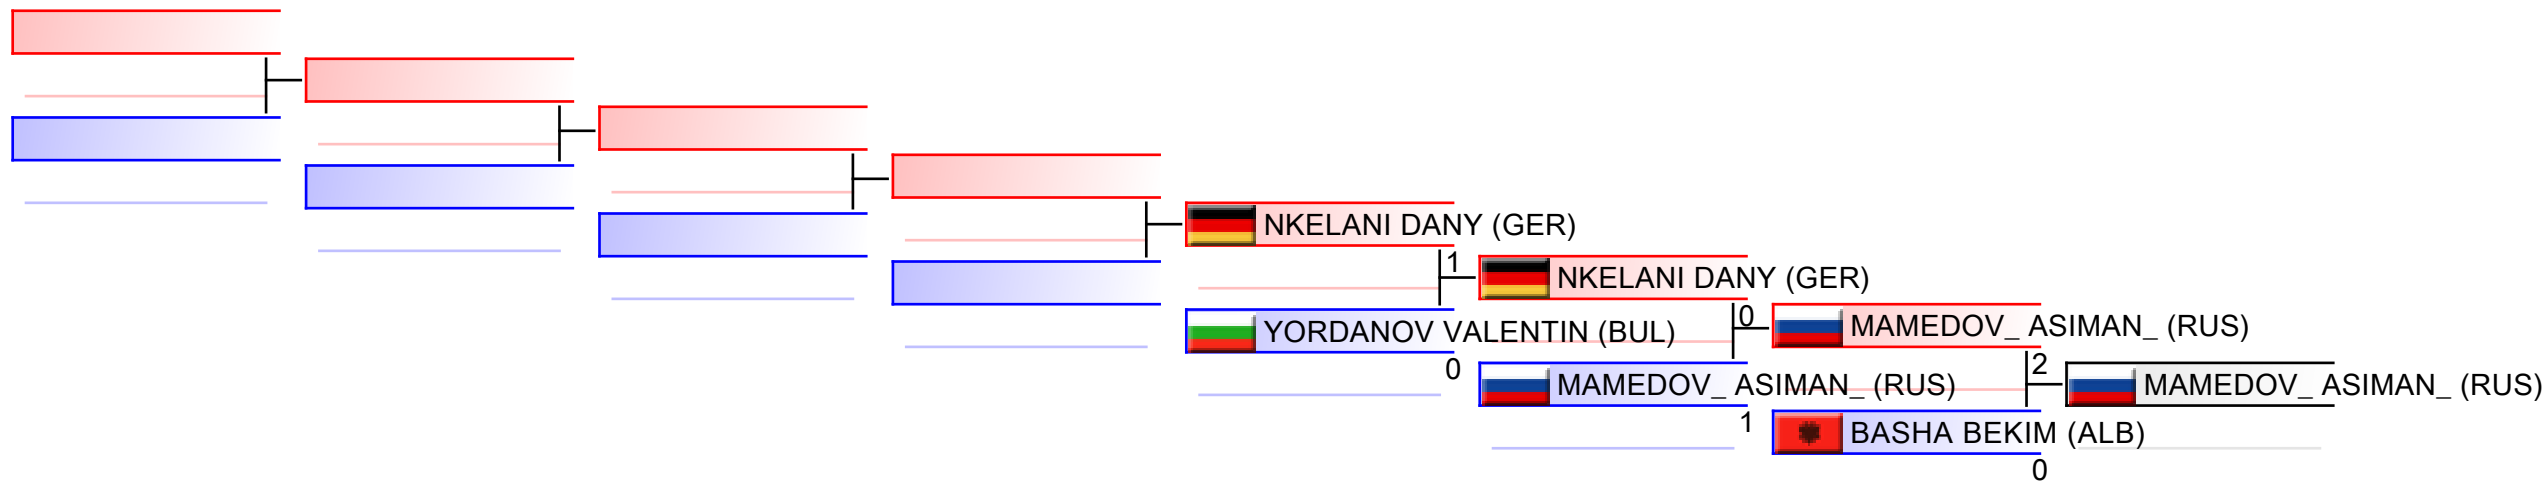 NKELANI DANY (GER)
1
NKELANI DANY (GER)
YORDANOV VALENTIN (BUL)
0
0
MAMEDOV_ ASIMAN_ (RUS)
MAMEDOV_ ASIMAN_ (RUS)
1
2
MAMEDOV_ ASIMAN_ (RUS)
BASHA BEKIM (ALB)
0